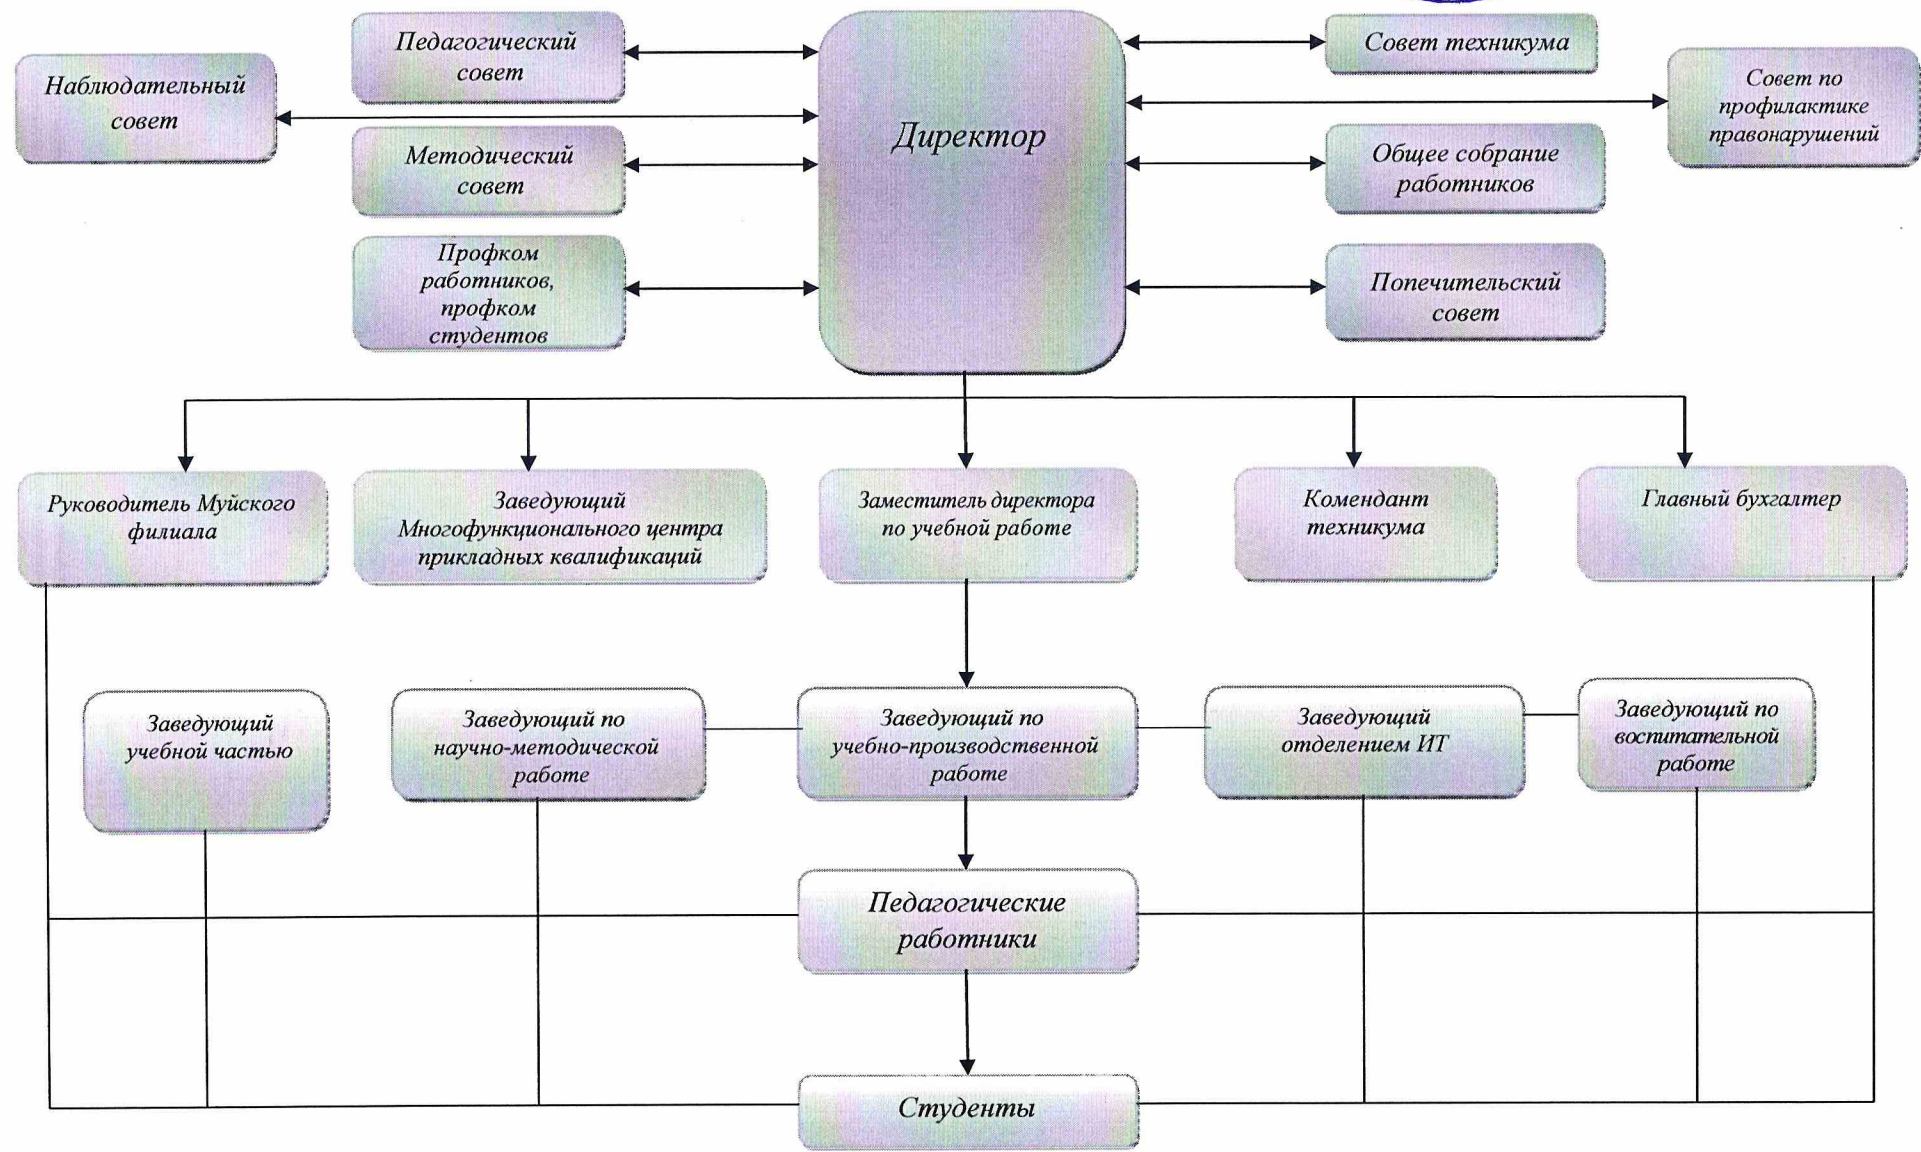 Наблюдательный
совет
Педагогический
совет
Методический
совет
Профком
работников,
профком
студентов
Директор
Совет техникума
Совет по
профилактике
правонарушений
Общее собрание
работников
Попечительский
совет
Руководитель Муйского
филиала
Заведующий
Многофункционального центра
прикладных квалификаций
Заместитель директора
по учебной работе
Комендант
техникума
Главный бухгалтер
Заведующий
учебной частью
Заведующий по
научно-методической
работе
Заведующий по
учебно-производственной
работе
Заведующий
отделением ИТ
Заведующий по
воспитательной
работе
Педагогические
работники
Студенты